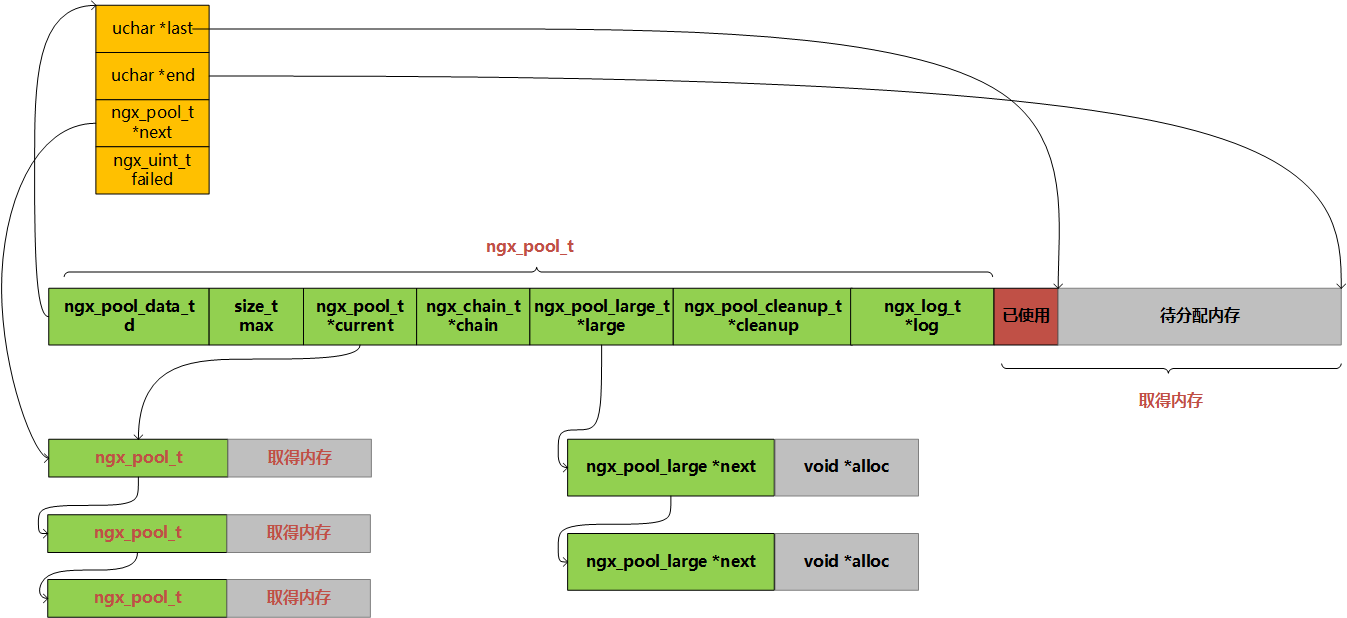 uchar *last
uchar *end
ngx_pool_t
*next
ngx_uint_t
failed
ngx_pool_t
ngx_pool_data_t
d
size_t
max
ngx_pool_t
*current
ngx_chain_t
*chain
ngx_pool_large_t
*large
ngx_pool_cleanup_t
*cleanup
ngx_log_t
*log
已使用
待分配内存
取得内存
ngx_pool_t
取得内存
ngx_pool_large *next
void *alloc
ngx_pool_t
取得内存
ngx_pool_large *next
void *alloc
ngx_pool_t
取得内存